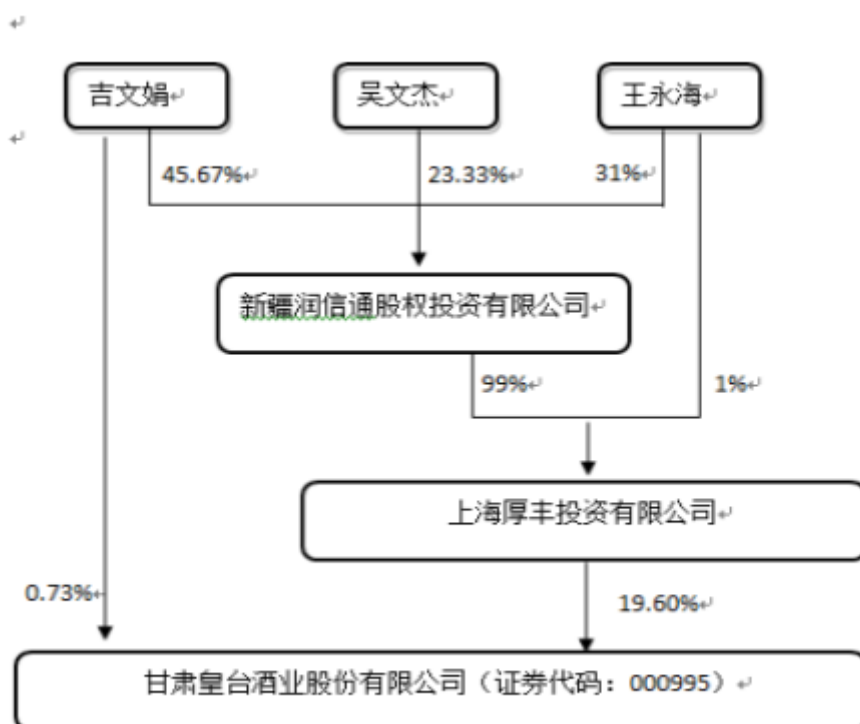 吉文娟 吴文杰 王永海
45.67% 23.33% 31%
新疆润信通股权投资有限公司
99% 1%
上海厚丰投资有限公司
0.73% 19.60%
甘肃皇台酒业股份有限公司（证券代码：000995）